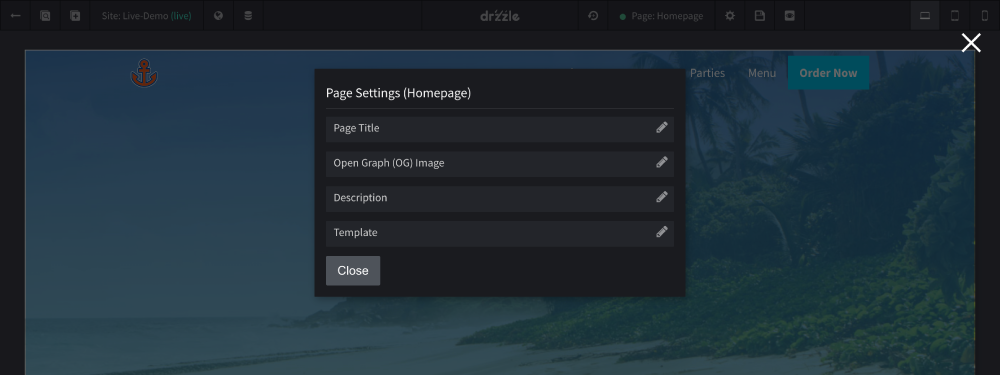 Site: Live-Demo (live)
drzzle
Page: Homepage
Parties
Menu
Order Now
Page Settings (Homepage)
Page Title
Open Graph (OG) Image
Description
Template
Close